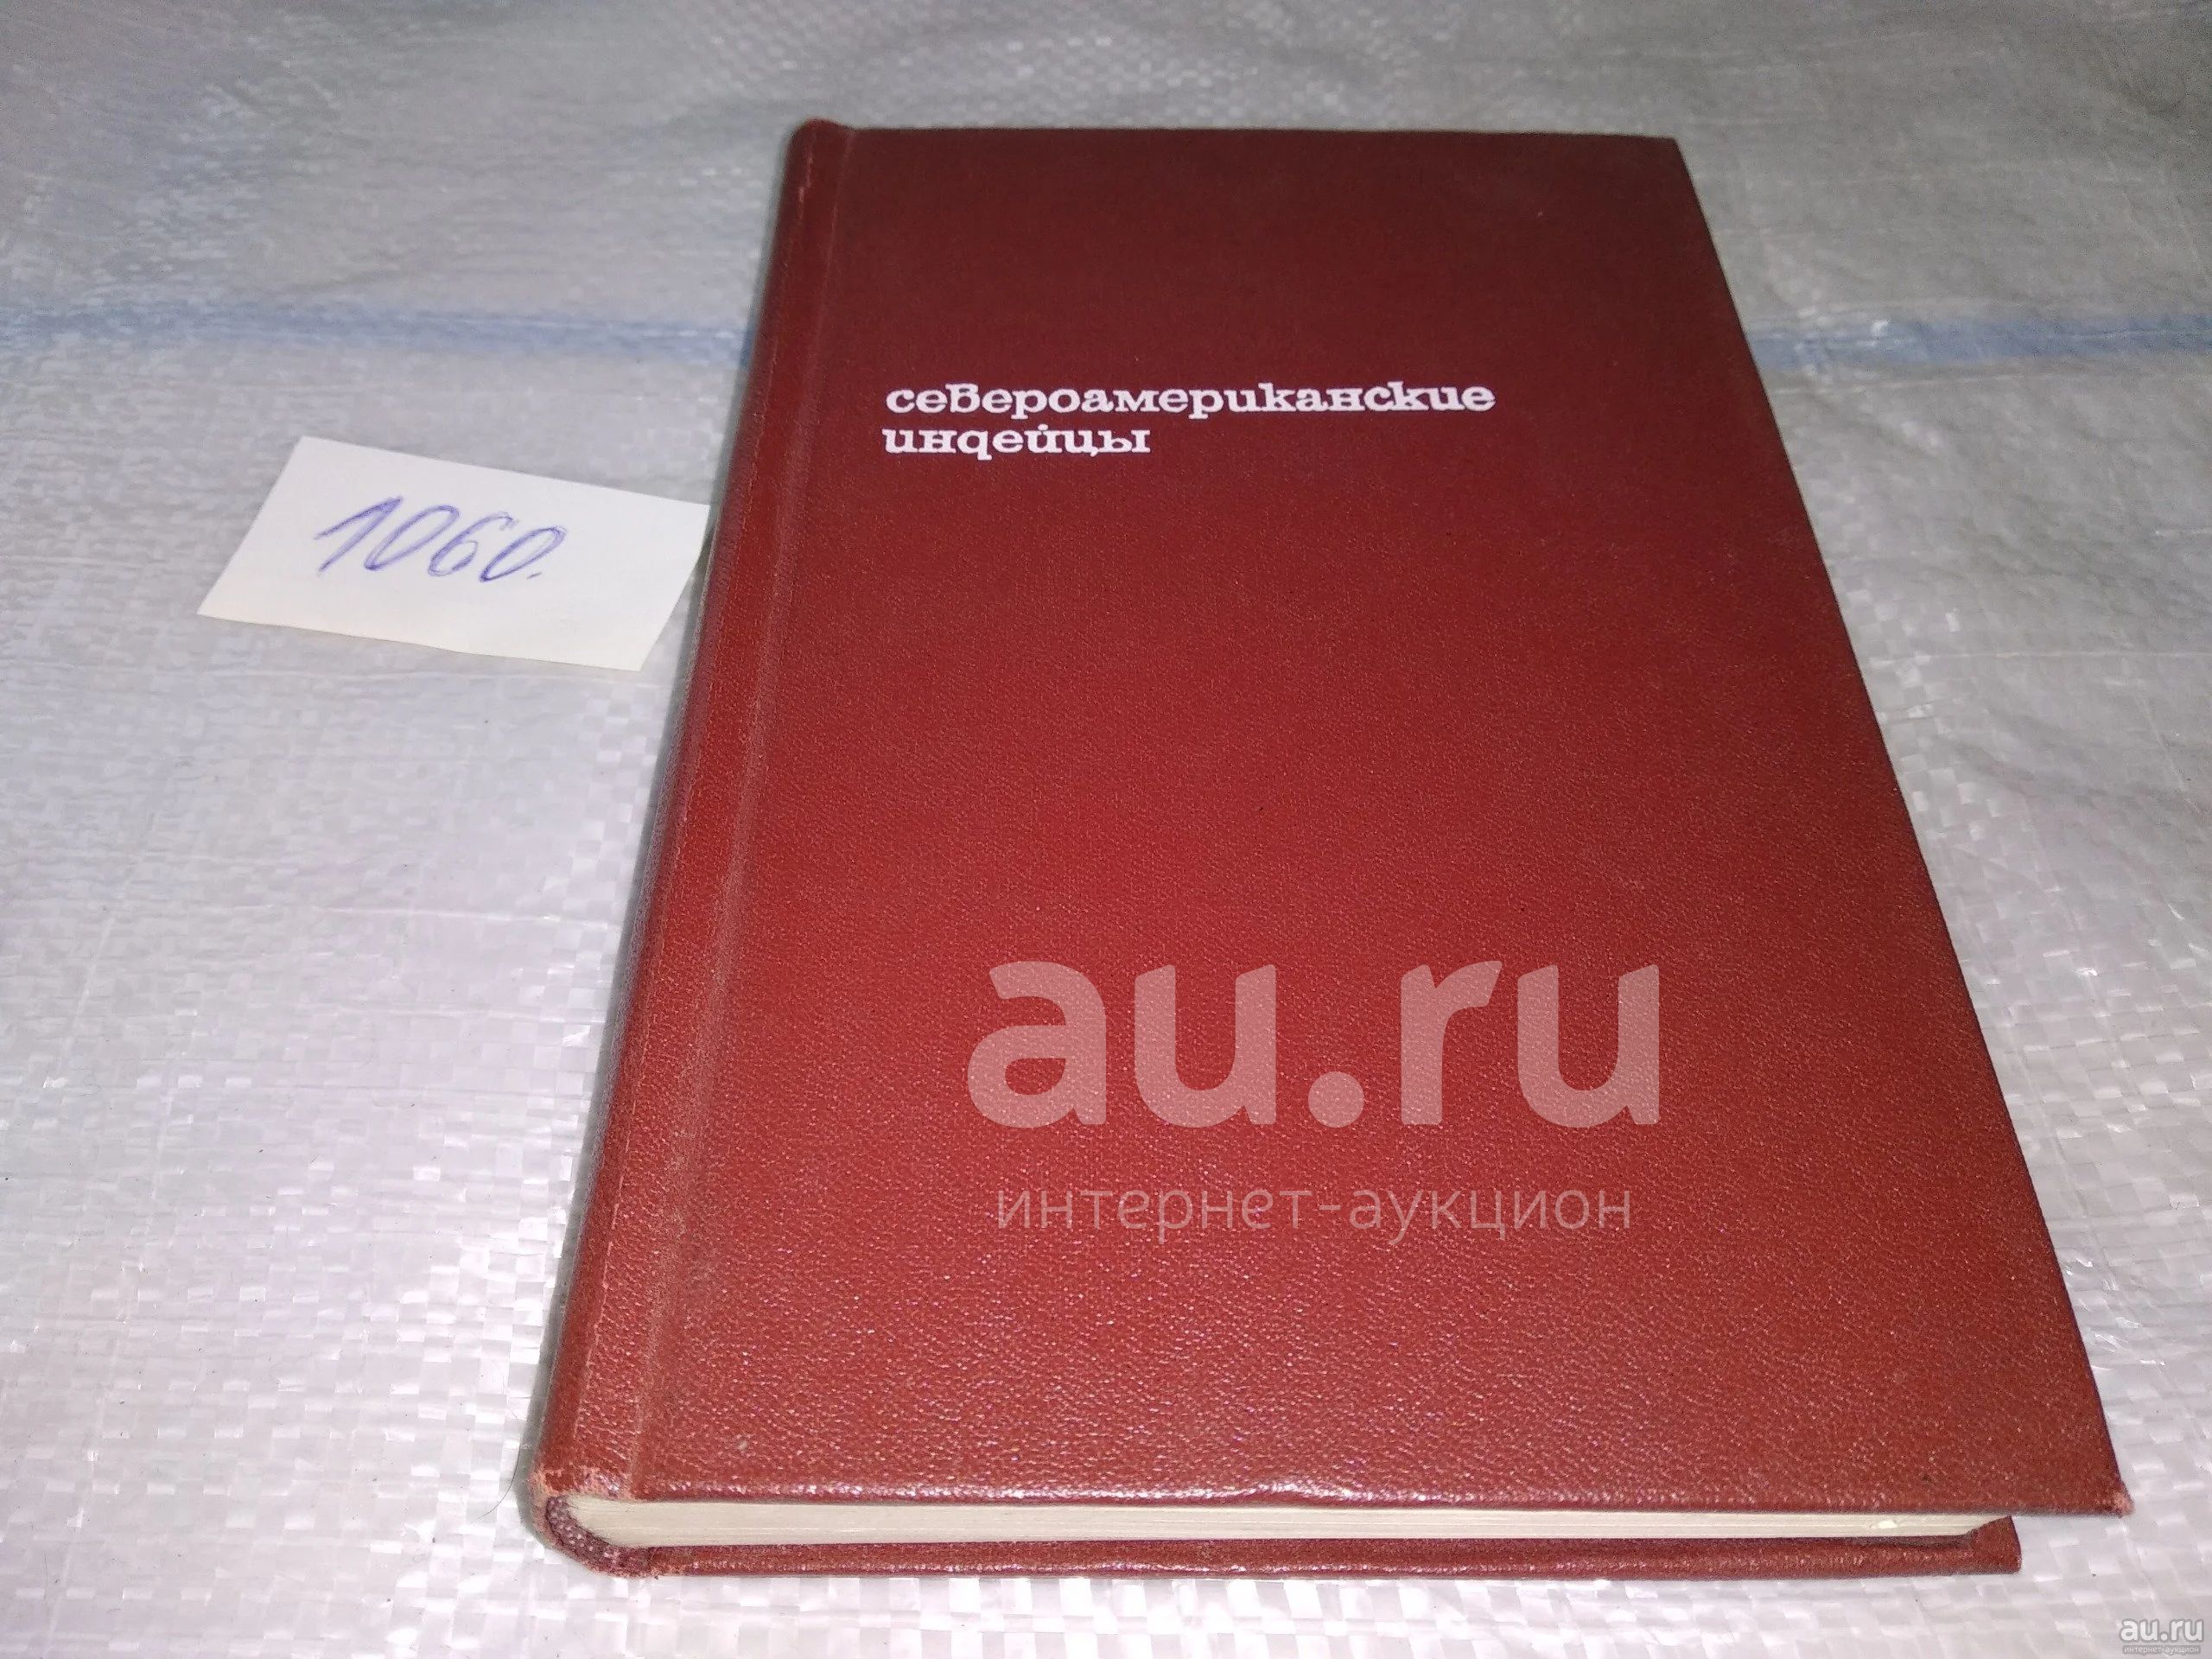 североамериканские
индейцы
1060.
au.ru
интернет-аукцион
au.ru
интернет-аукцион